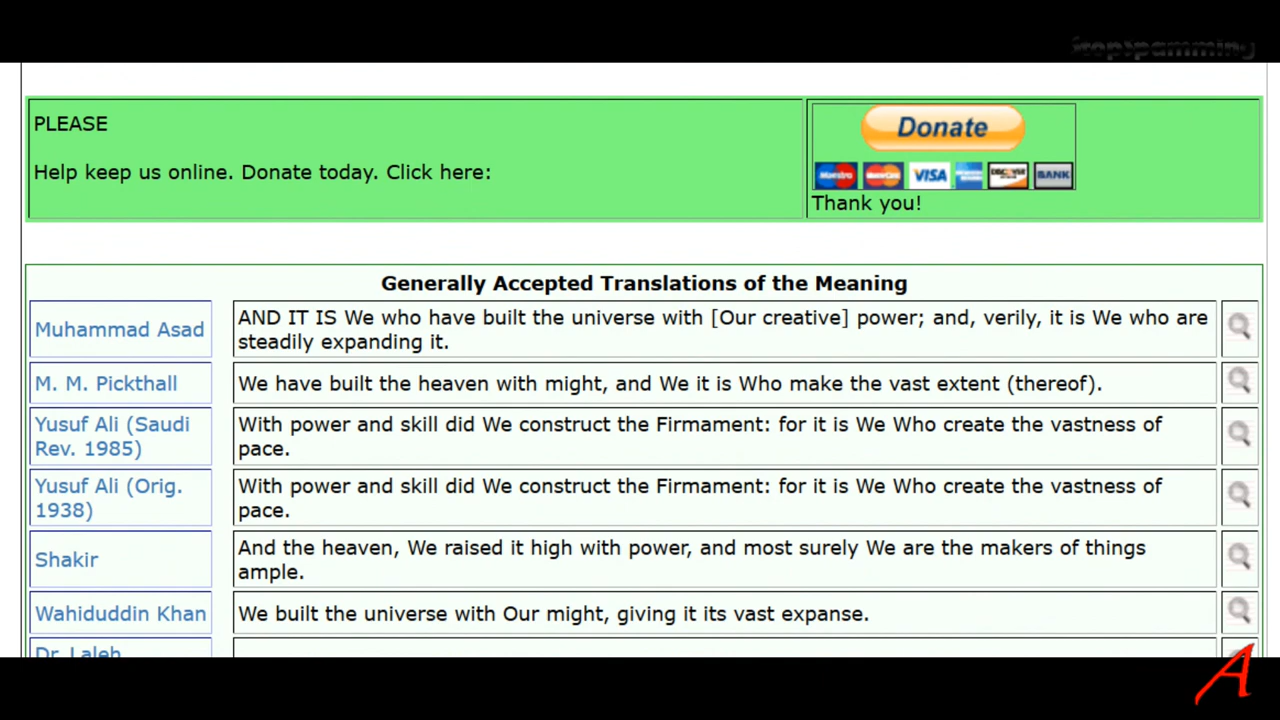 stopspamming
PLEASE
Donate
Help keep us online. Donate today. Click here:
Maestro MasterCard VISA DISCOVER BANK
Thank you!
Generally Accepted Translations of the Meaning
Muhammad Asad
AND IT IS We who have built the universe with [Our creative] power; and, verily, it is We who are
steadily expanding it.
M. M. Pickthall
We have built the heaven with might, and We it is Who make the vast extent (thereof).
Yusuf Ali (Saudi
Rev. 1985)
With power and skill did We construct the Firmament: for it is We Who create the vastness of
pace.
Yusuf Ali (Orig.
1938)
With power and skill did We construct the Firmament: for it is We Who create the vastness of
pace.
Shakir
And the heaven, We raised it high with power, and most surely We are the makers of things
ample.
Wahiduddin Khan
We built the universe with Our might, giving it its vast expanse.
Dr. Laleh
A